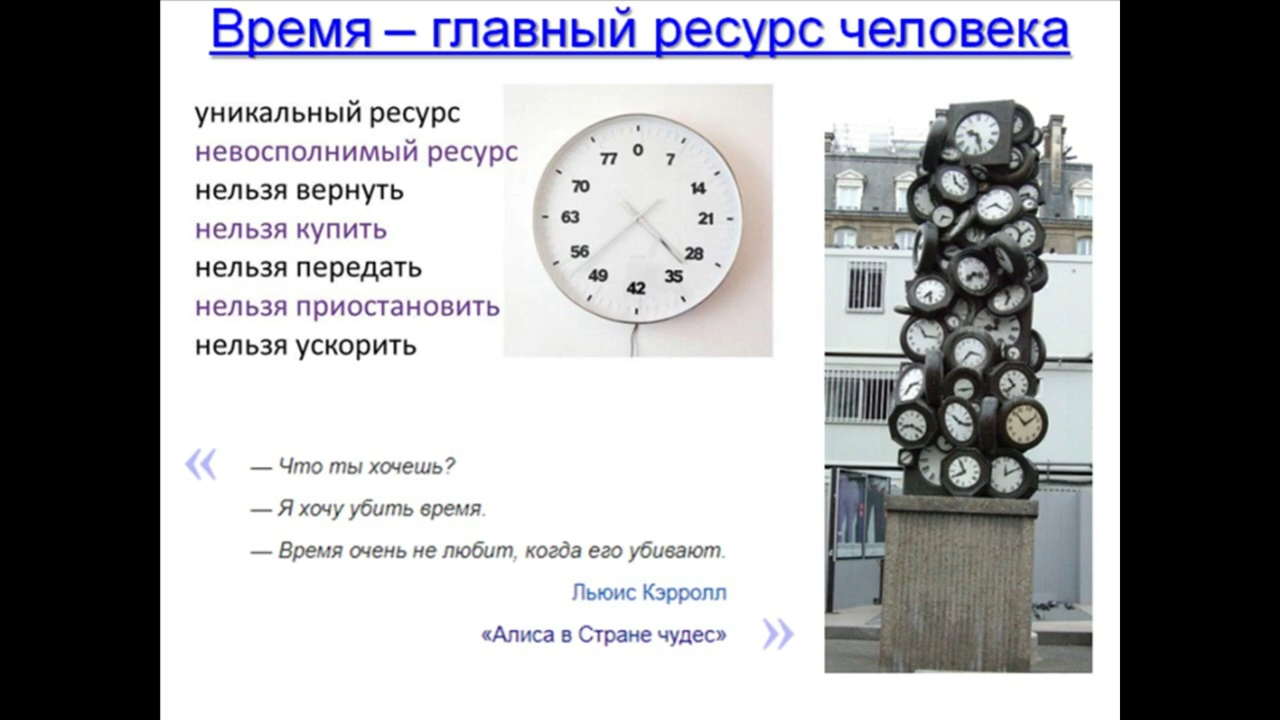 Время – главный ресурс человека
уникальный ресурс
невосполнимый ресурс
нельзя вернуть
нельзя купить
нельзя передать
нельзя приостановить
нельзя ускорить
0
7
14
21
28
35
42
49
56
63
70
77
«
— Что ты хочешь?
— Я хочу убить время.
— Время очень не любит, когда его убивают.
Льюис Кэрролл
«Алиса в Стране чудес»
»